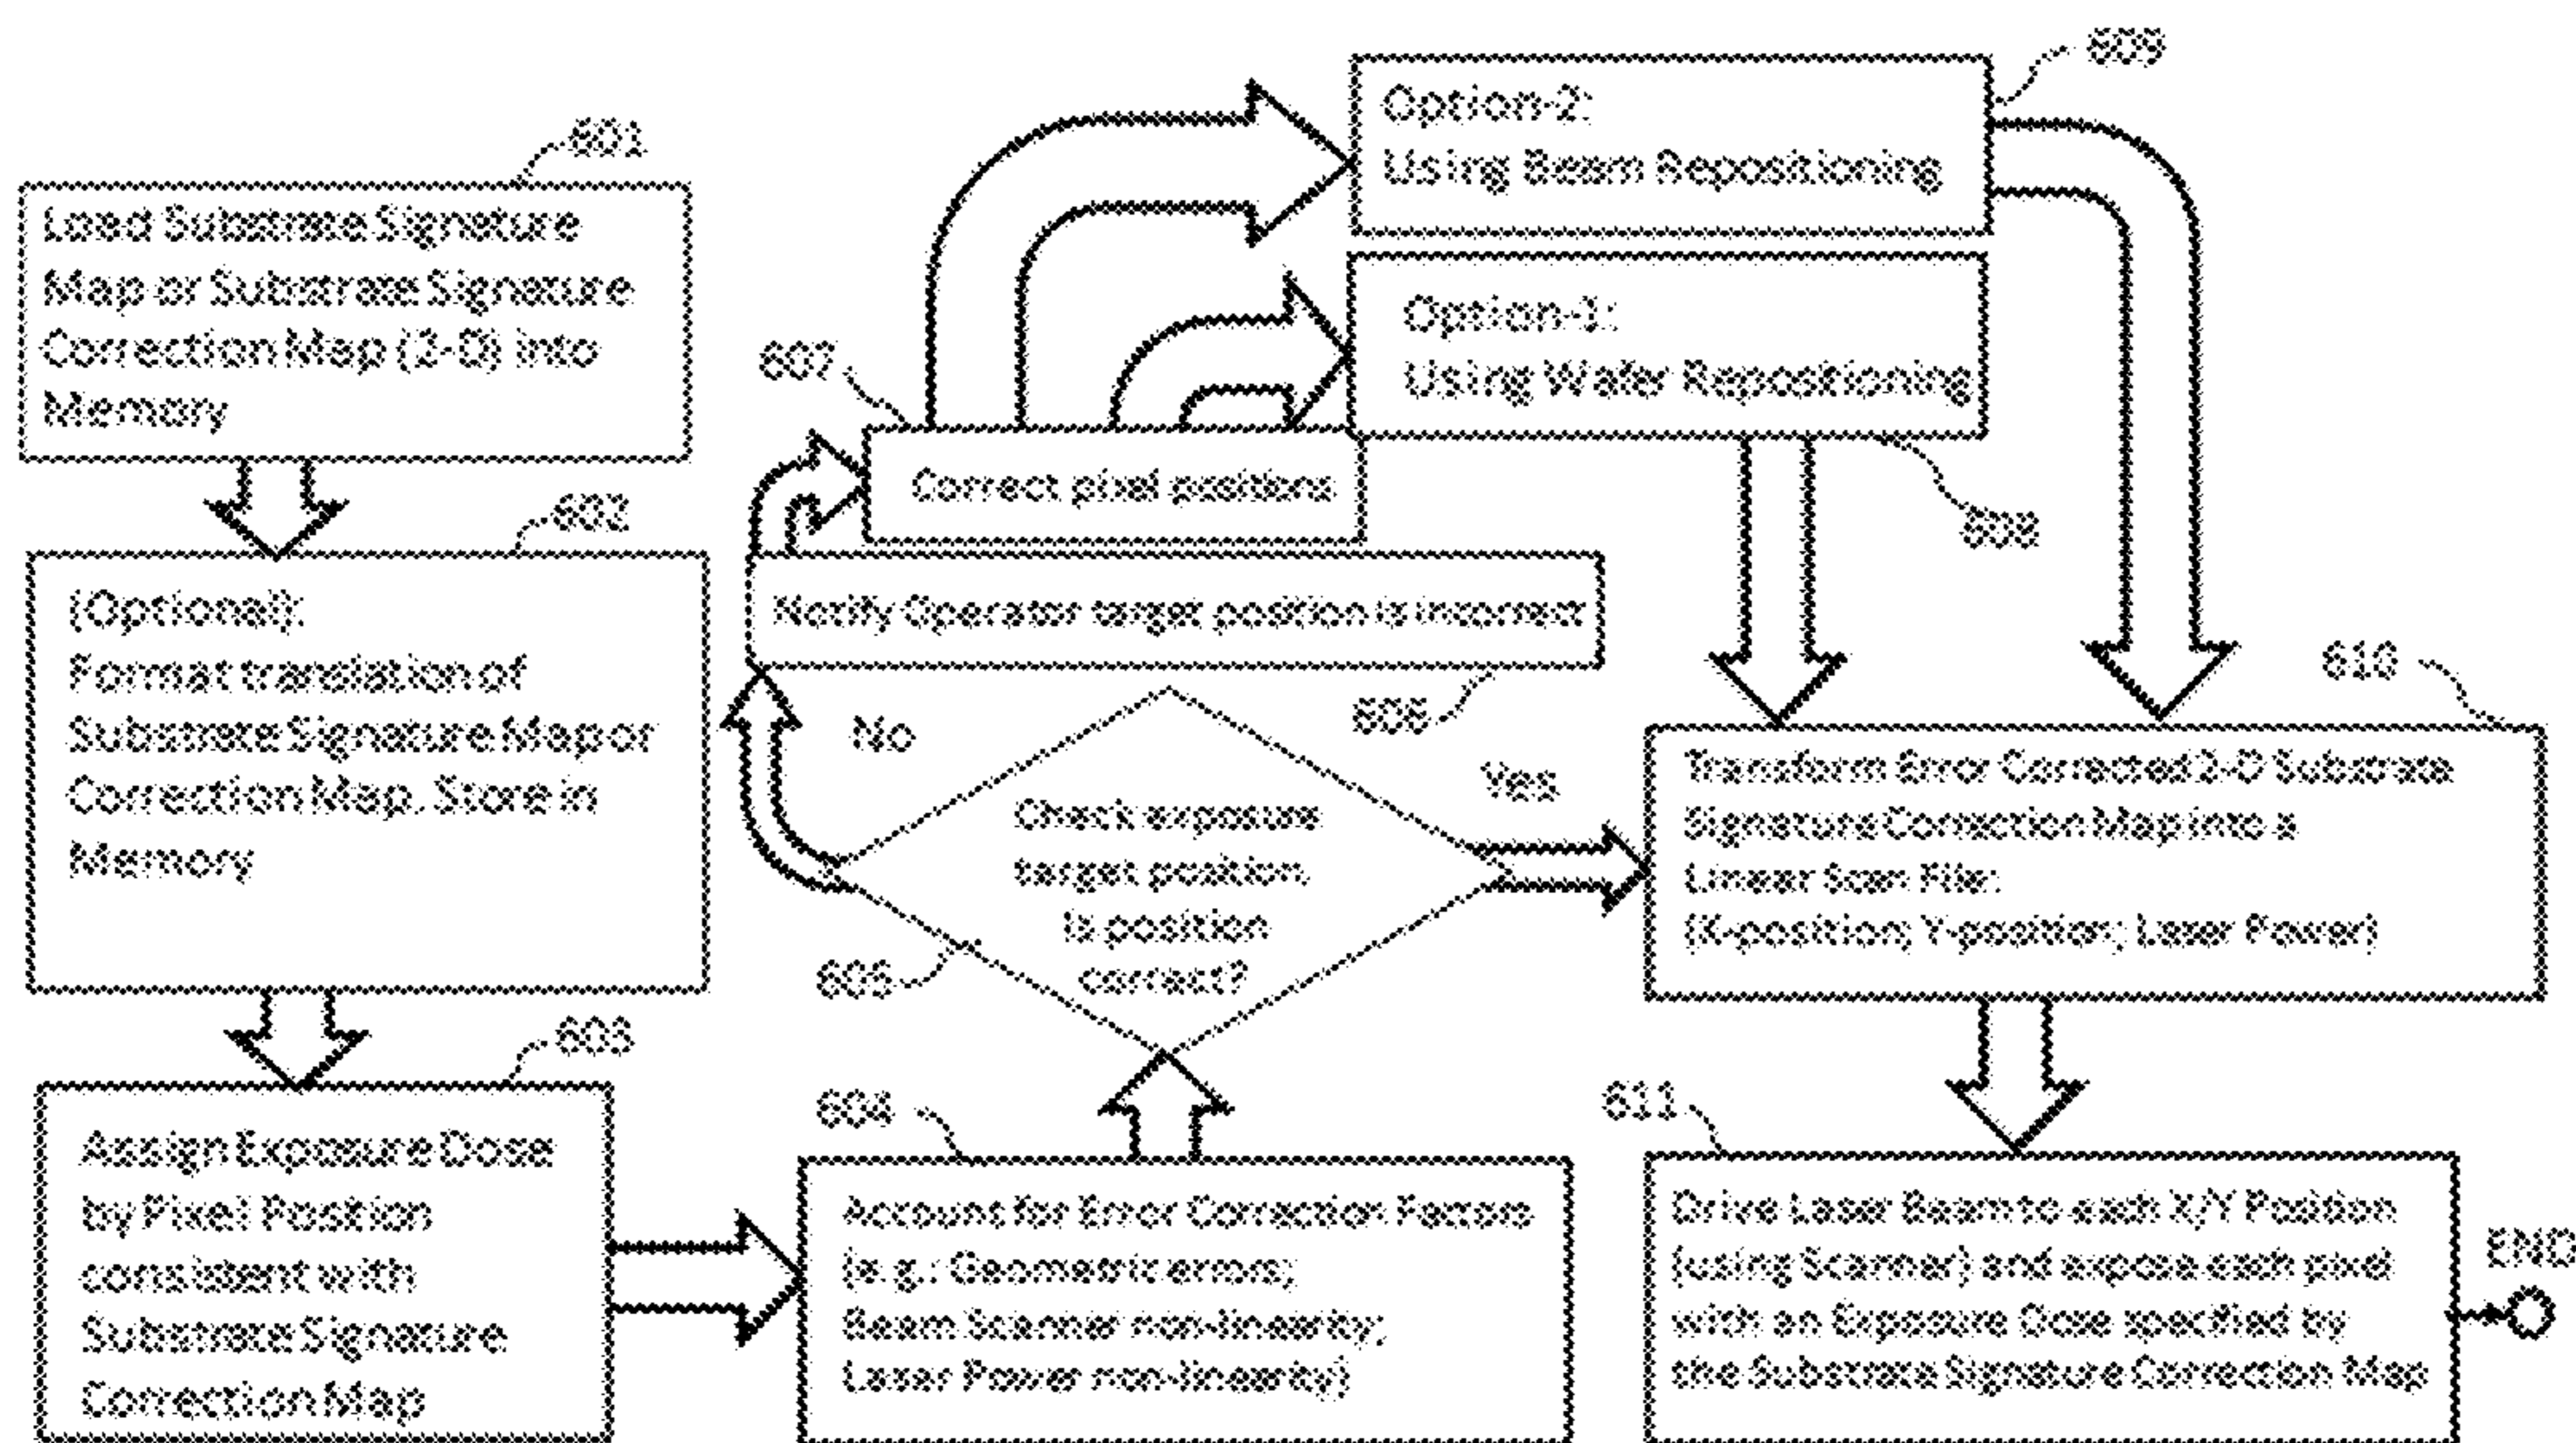 601
Load Substrate Signature
Map or Substrate Signature
Correction Map (2-D) into
Memory
602
(Optional):
Format translation of
Substrate Signature Map or
Correction Map. Store in
Memory
603
Assign Exposure Dose
by Pixel Position
consistent with
Substrate Signature
Correction Map
604
Account for Error Correction Factors
(e.g.: Geometric errors;
Beam Scanner non-linearity;
Laser Power non-linearity)
605
Check exposure
target position.
Is position
correct?
No
Yes
606
Notify Operator target position is incorrect
607
Correct pixel positions
608
Option-1:
Using Wafer Repositioning
609
Option-2:
Using Beam Repositioning
610
Transform Error Corrected 2-D Substrate
Signature Correction Map into a
Linear Scan File:
(X-position; Y-position; Laser Power)
611
Drive Laser Beam to each X/Y Position
(using Scanner) and expose each pixel
with an Exposure Dose specified by
the Substrate Signature Correction Map
END